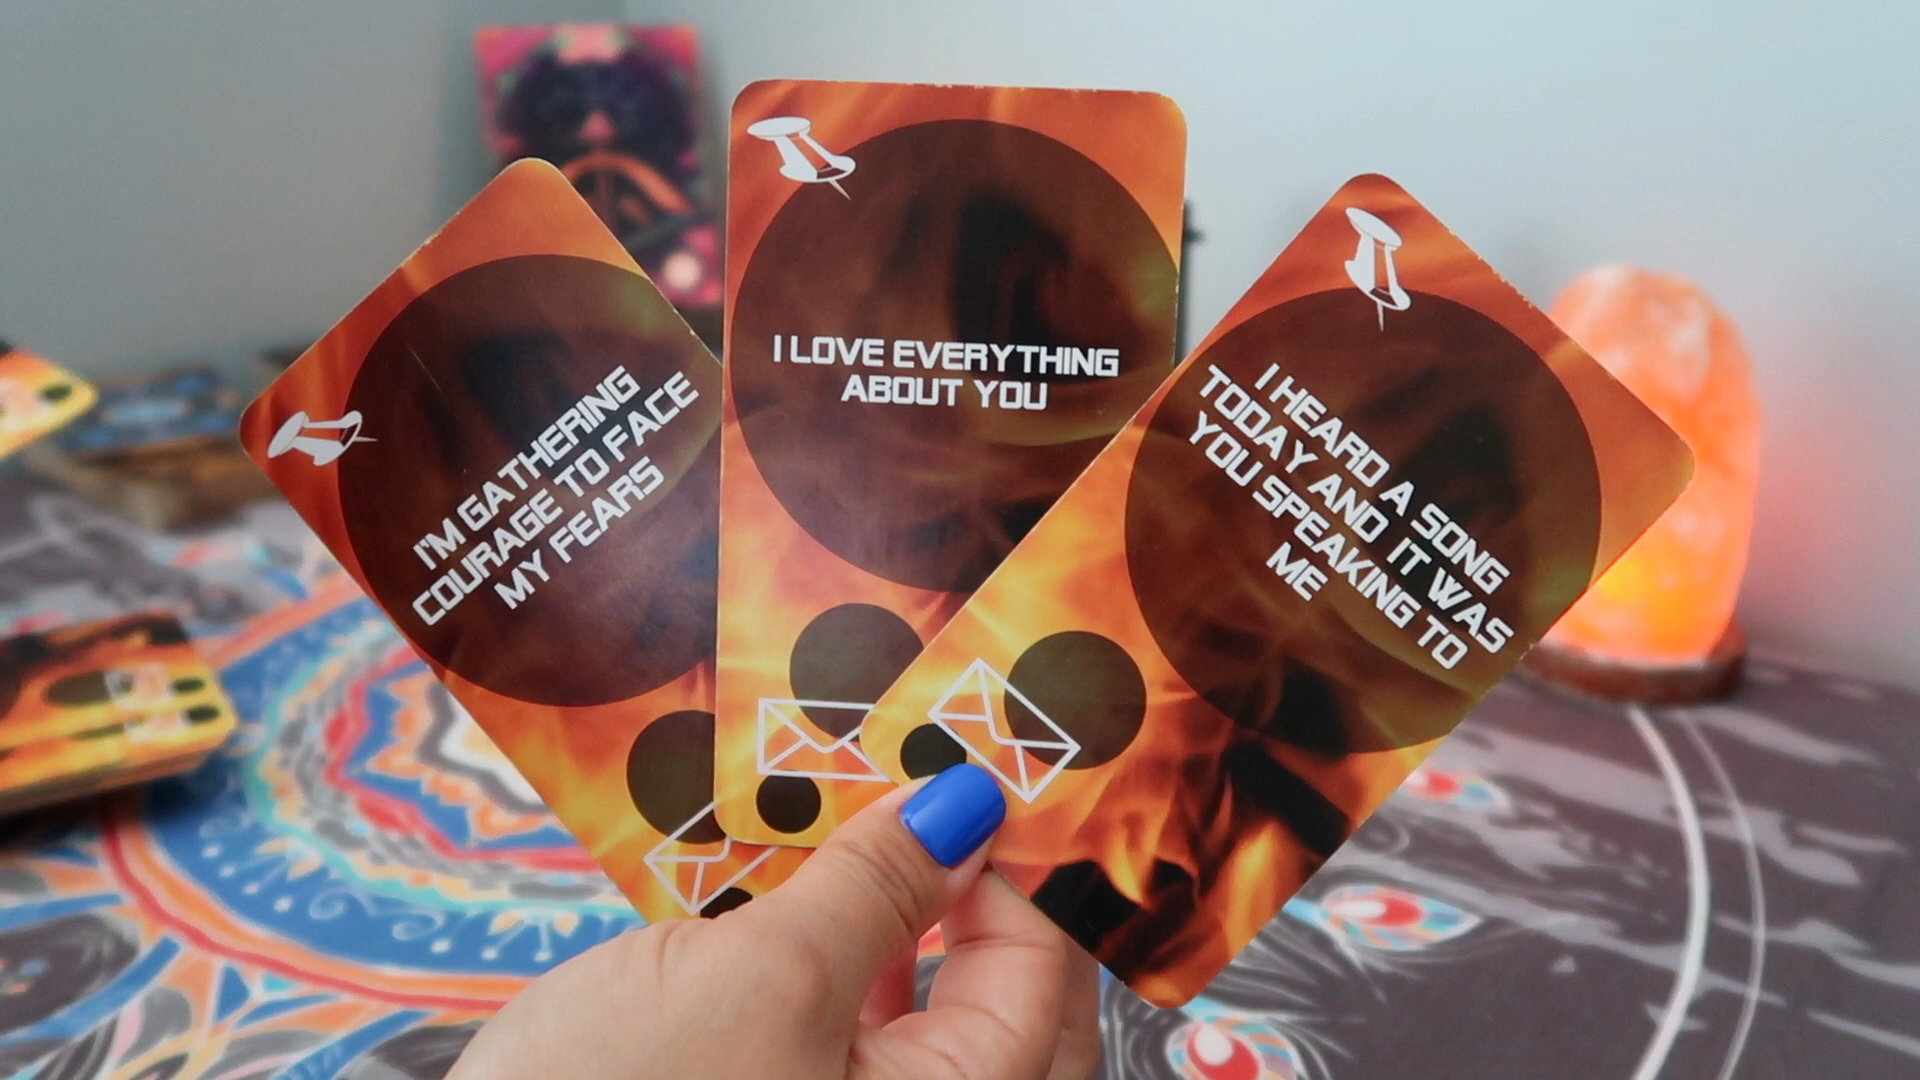 I'M GATHERING
COURAGE TO FACE
MY FEARS
I LOVE EVERYTHING
ABOUT YOU
I HEARD A SONG
TODAY AND IT WAS
YOU SPEAKING TO
ME